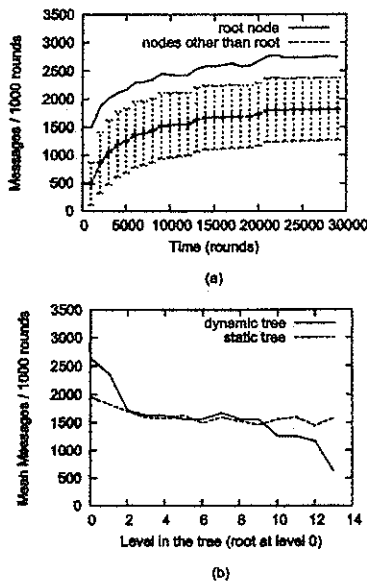 3500
3000
2500
2000
1500
1000
500
0
Messages / 1000 rounds
root node
nodes other than root
0 5000 10000 15000 20000 25000 30000
Time (rounds)
(a)
3500
3000
2500
2000
1500
1000
500
0
Mean Messages / 1000 rounds
dynamic tree
static tree
0 2 4 6 8 10 12 14
Level in the tree (root at level 0)
(b)